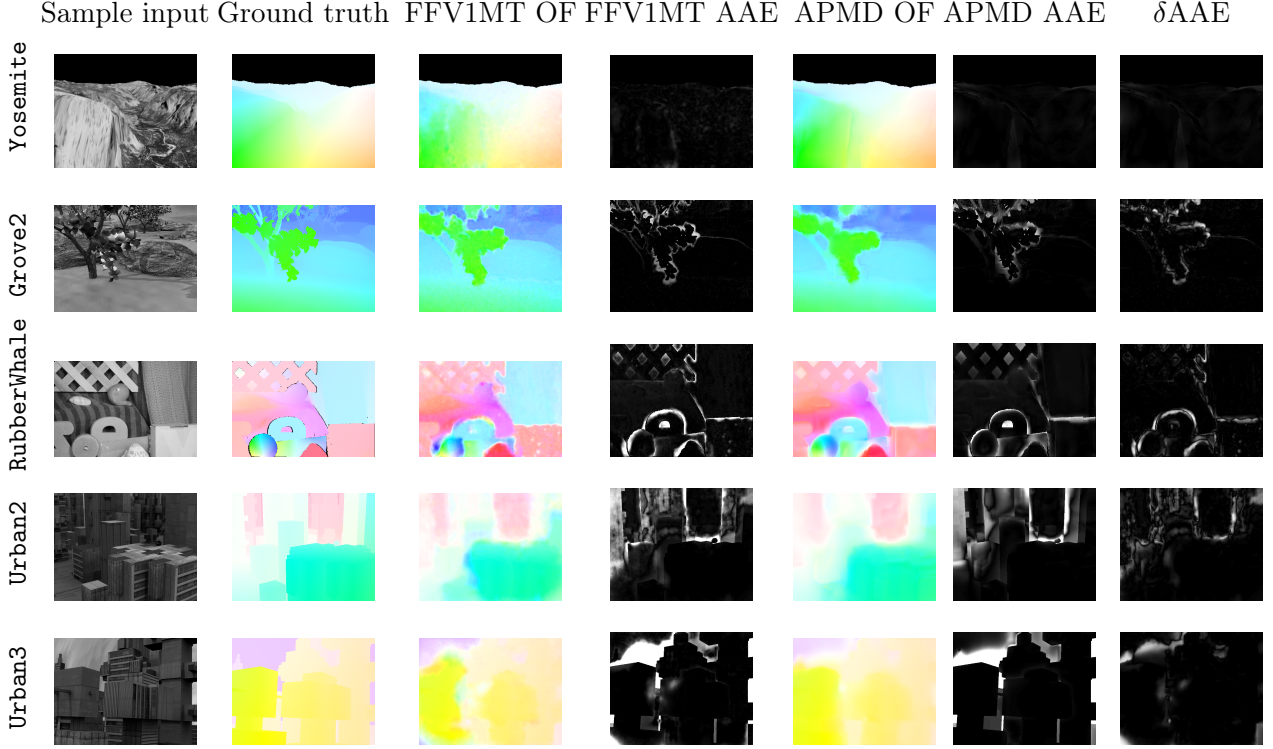 Sample input Ground truth FFV1MT OF FFV1MT AAE APMD OF APMD AAE δAAE
Yosemite
Grove2
RubberWhale
Urban2
Urban3